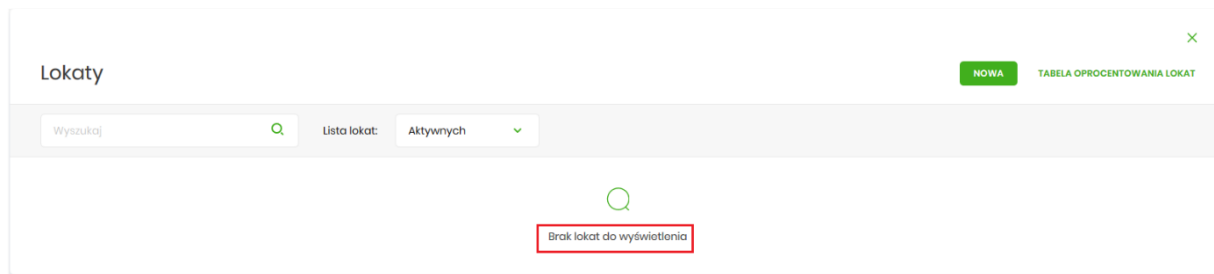 Lokaty
NOWA
TABELA OPROCENTOWANIA LOKAT
Wyszukaj
Lista lokat:
Aktywnych
Brak lokat do wyświetlenia